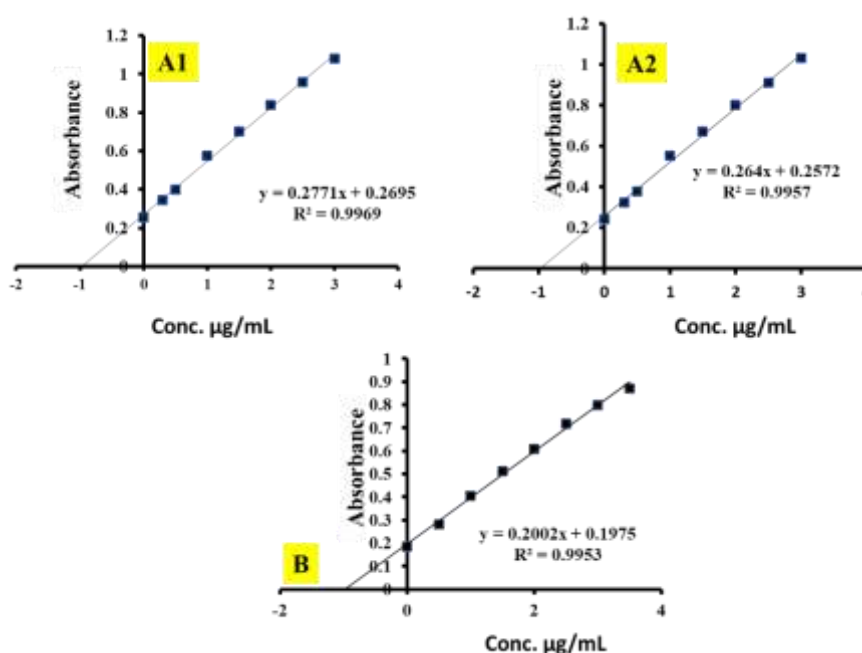 A1
Absorbance
1.2
1
0.8
0.6
0.4
0.2
0
y = 0.2771x + 0.2695
R² = 0.9969
-2 -1 0 1 2 3 4
Conc. µg/mL
A2
Absorbance
1.2
1
0.8
0.6
0.4
0.2
0
y = 0.264x + 0.2572
R² = 0.9957
-2 -1 0 1 2 3
Conc. µg/mL
B
Absorbance
1
0.9
0.8
0.7
0.6
0.5
0.4
0.3
0.2
0.1
0
y = 0.2002x + 0.1975
R² = 0.9953
-2 0 2 4
Conc. µg/mL